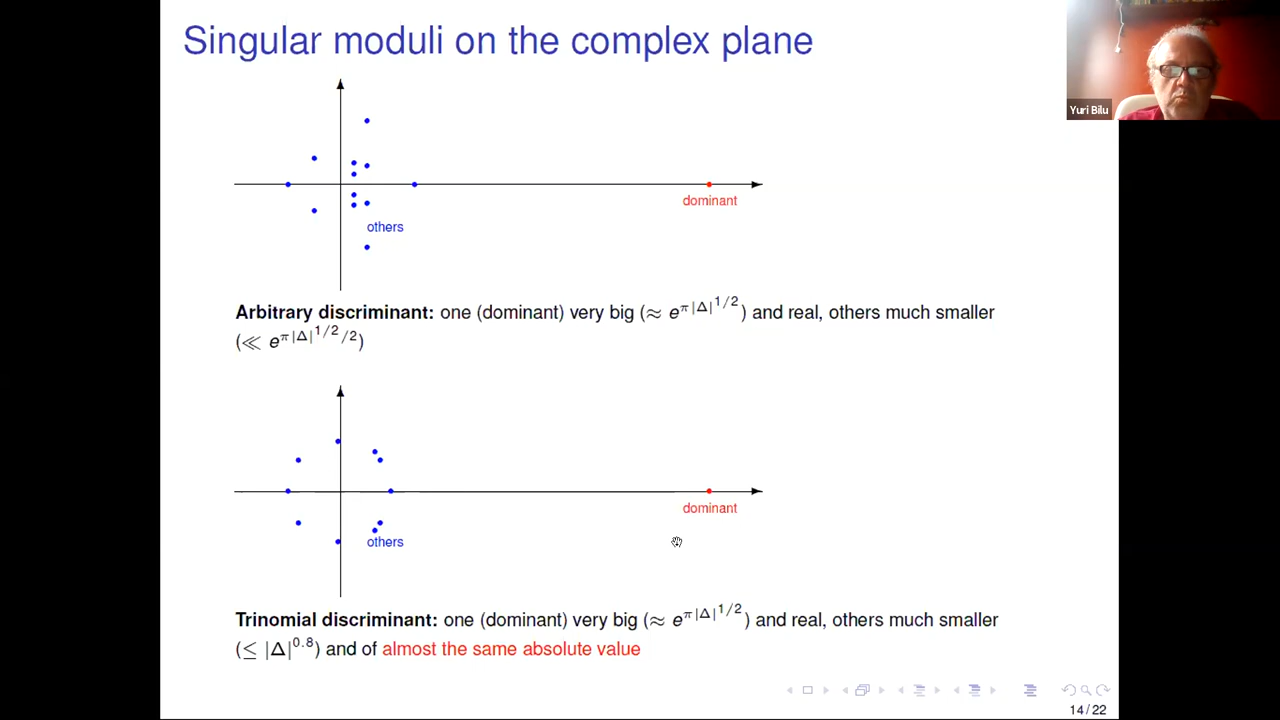 Singular moduli on the complex plane
Yuri Bilu
dominant
others
Arbitrary discriminant: one (dominant) very big (≈ e^{π|Δ|^{1/2}}) and real, others much smaller
(≪ e^{π|Δ|^{1/2}/2})
dominant
others
Trinomial discriminant: one (dominant) very big (≈ e^{π|Δ|^{1/2}}) and real, others much smaller
(≤ |Δ|^{0.8}) and of almost the same absolute value
14/22